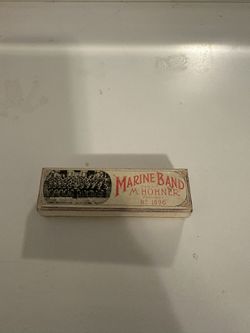 MARINE BAND
M. HOHNER
No. 1896